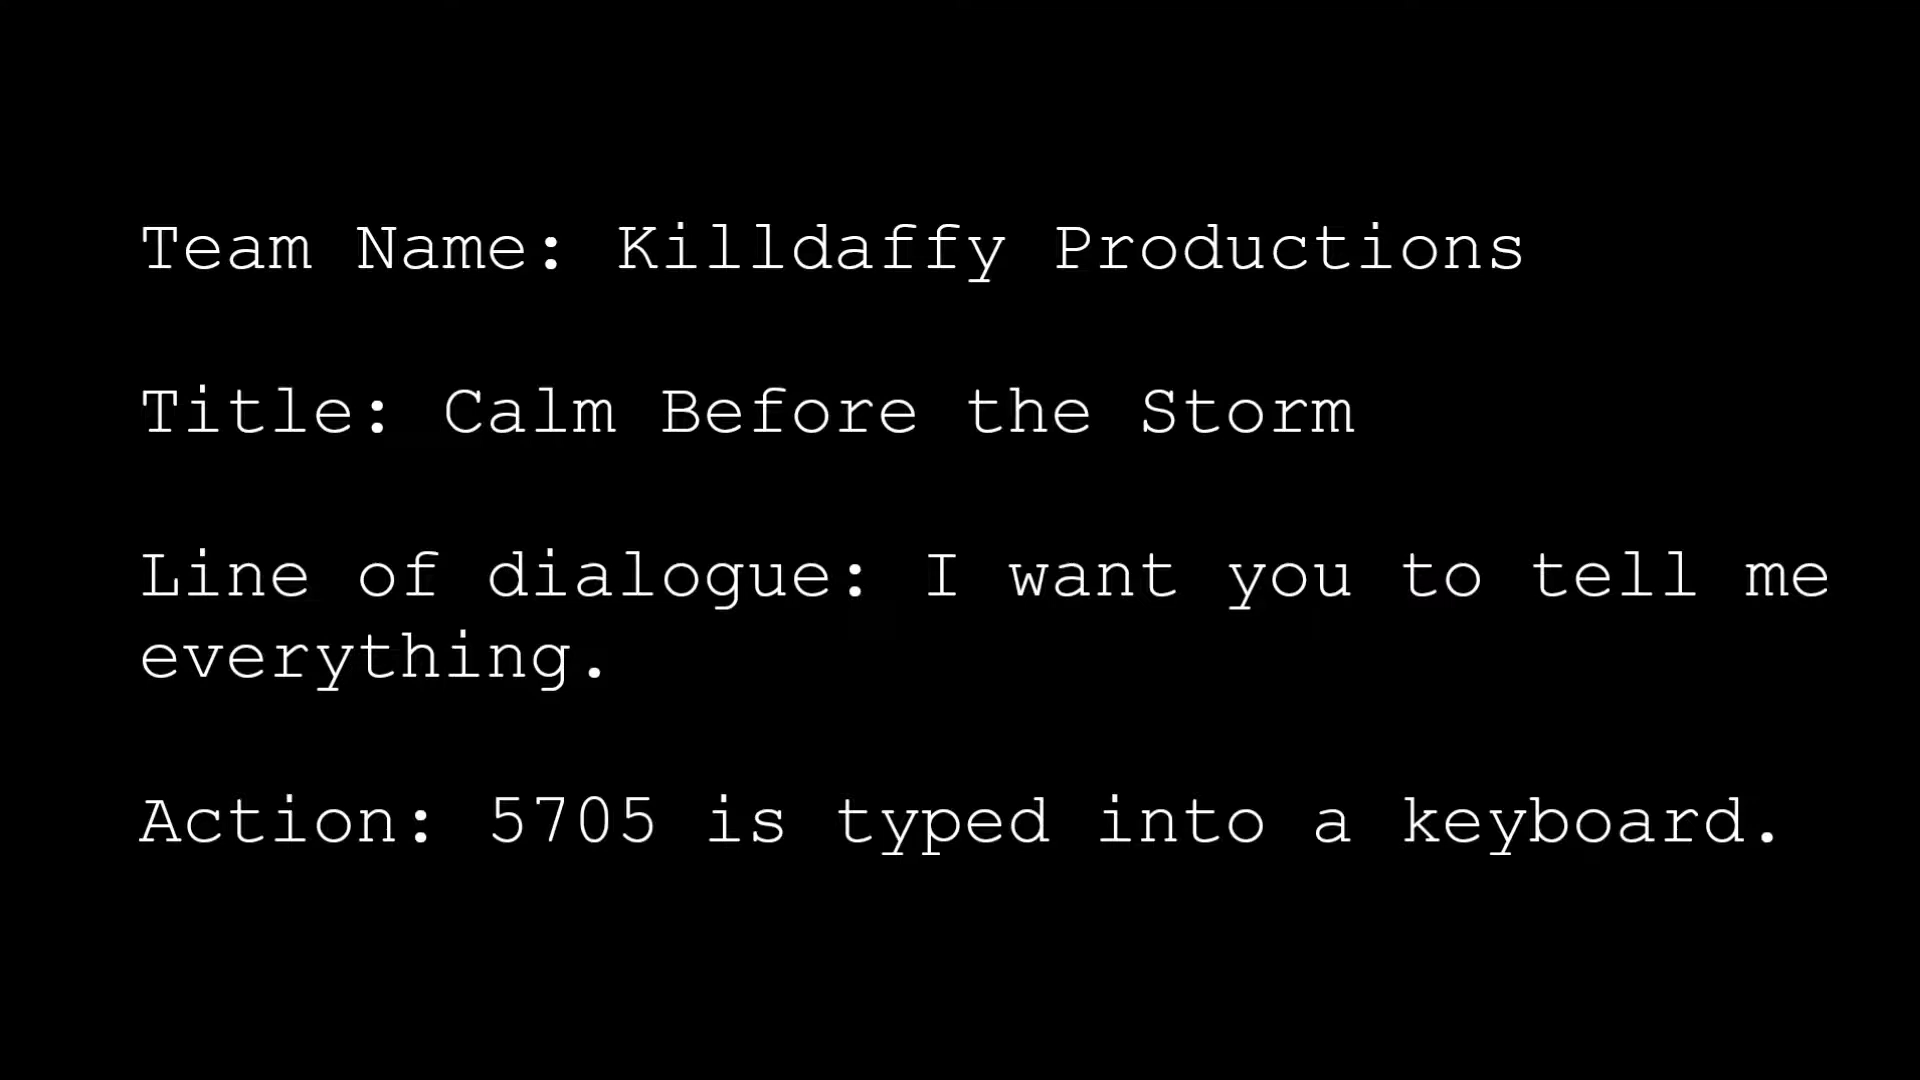 Team Name: Killdaffy Productions
Title: Calm Before the Storm
Line of dialogue: I want you to tell me
everything.
Action: 5705 is typed into a keyboard.